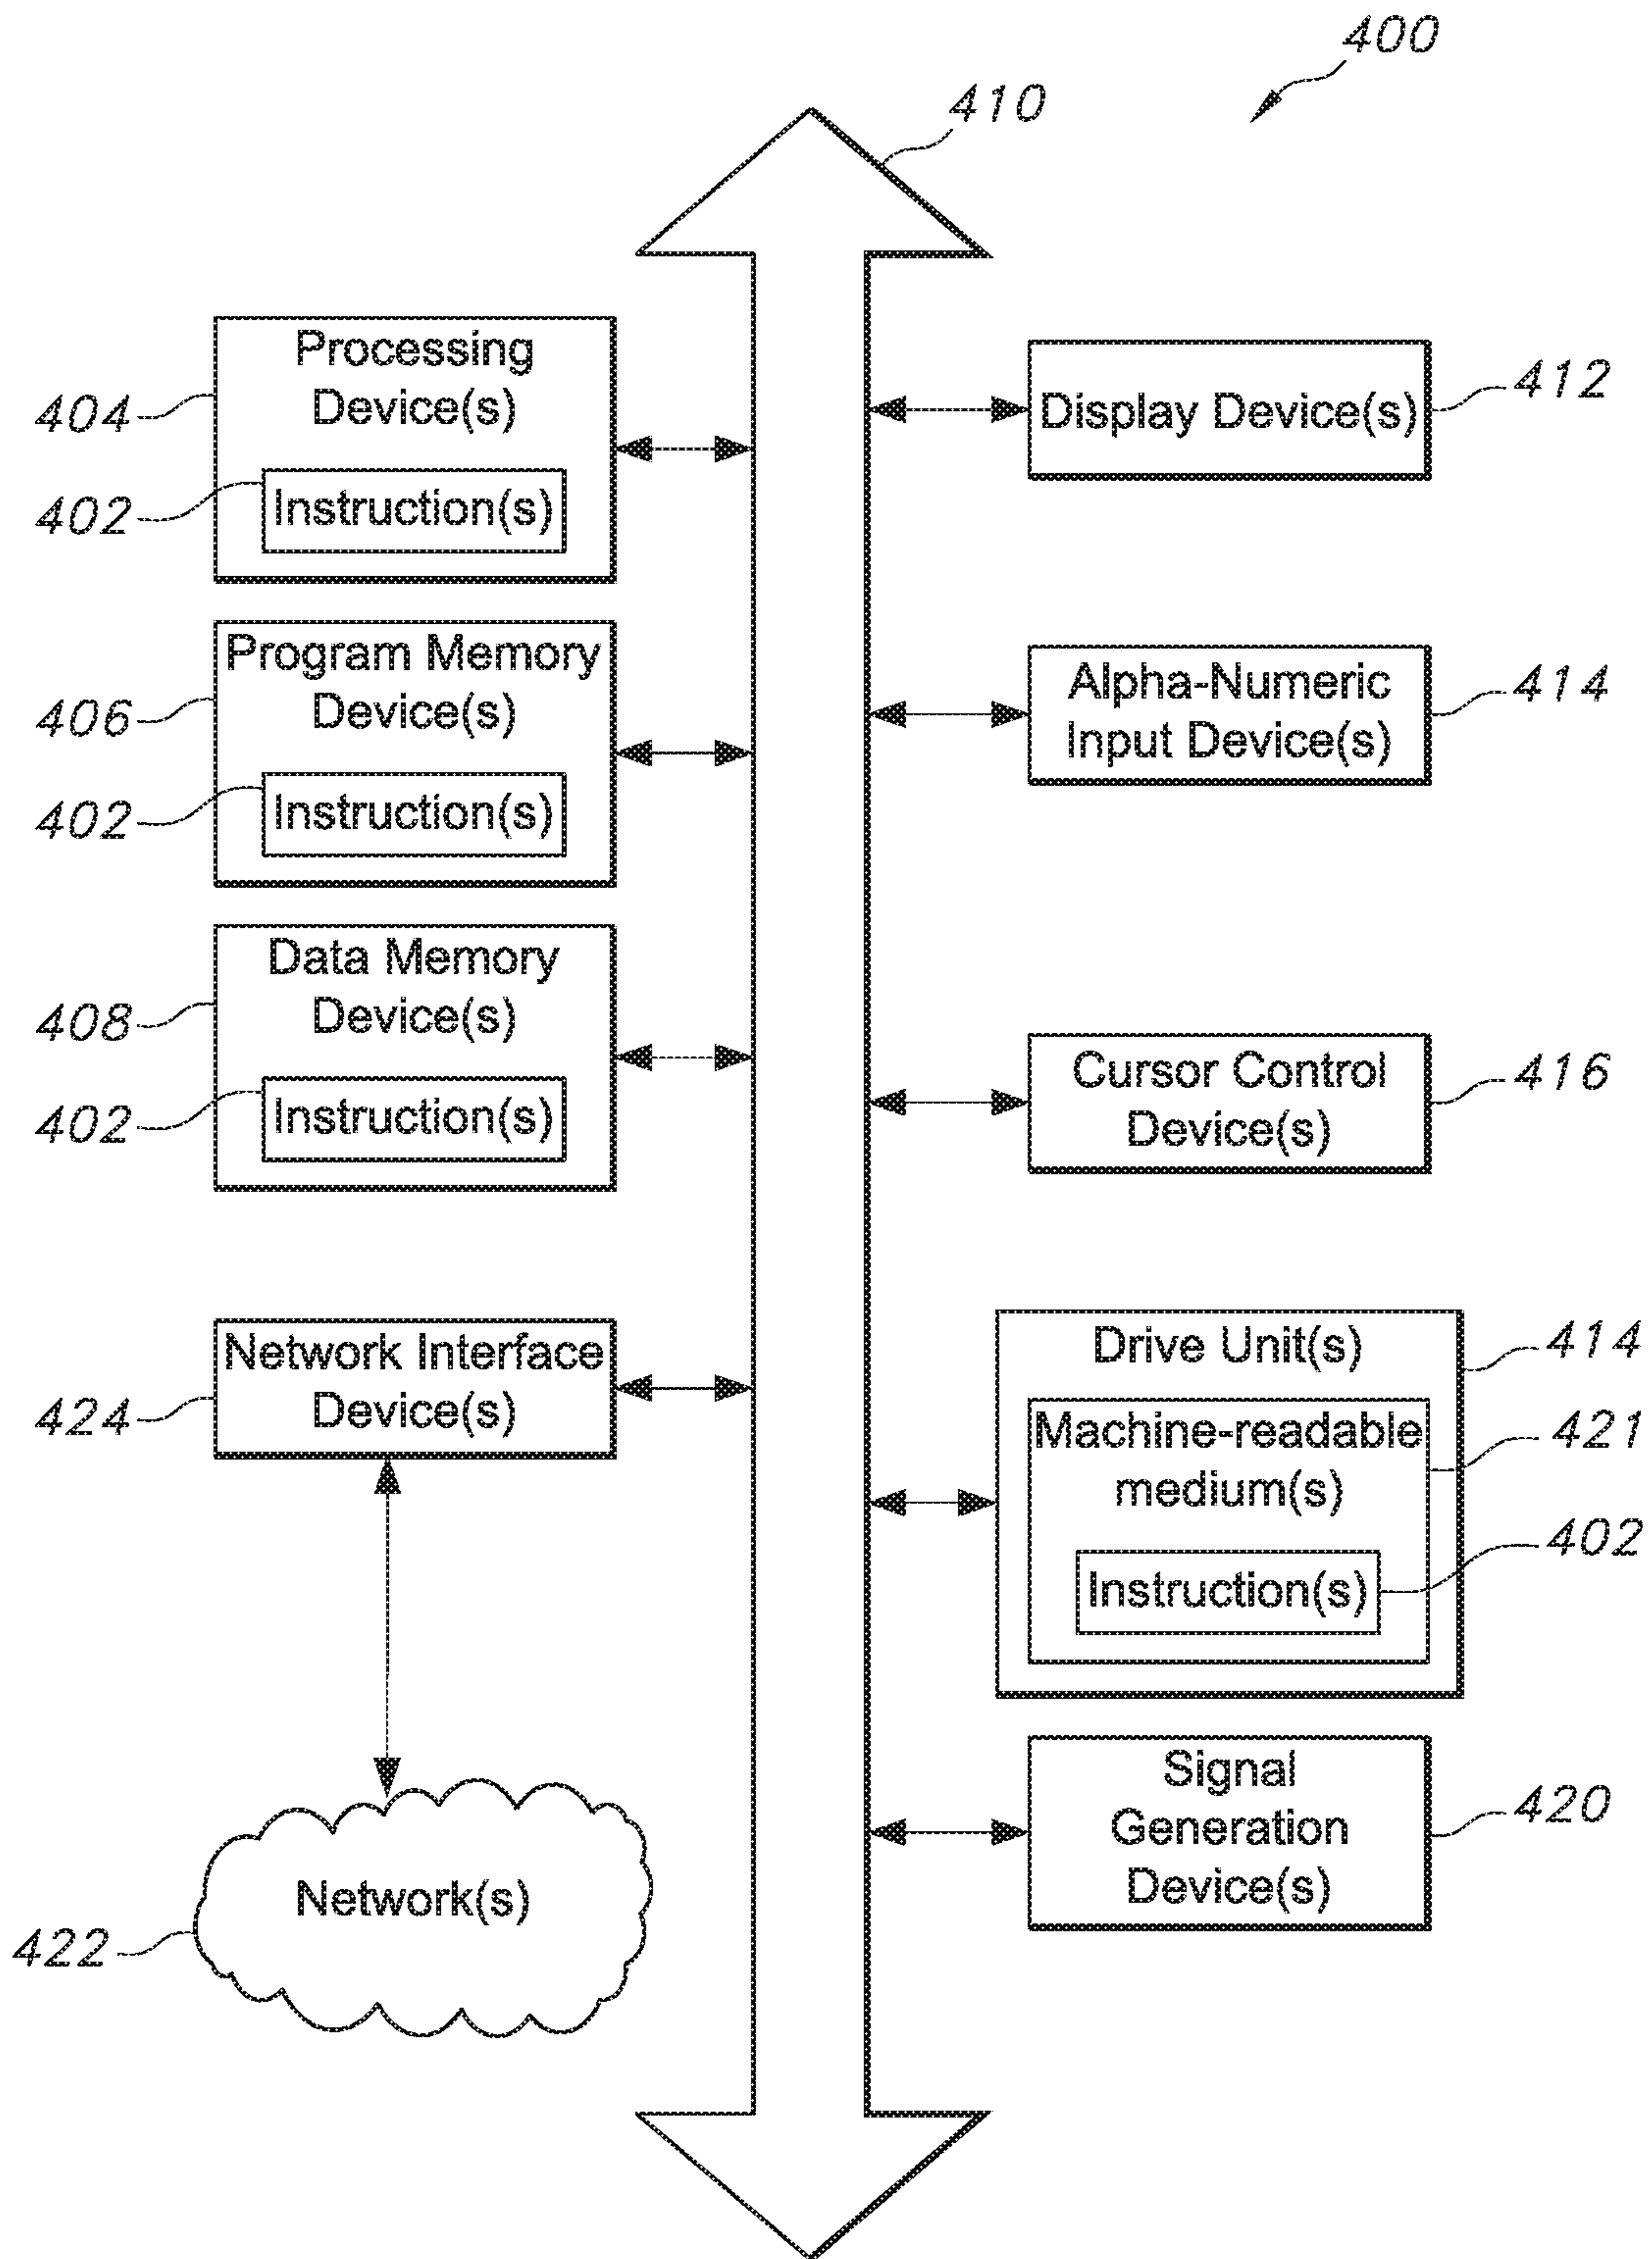 400
410
Processing
Device(s)
404
Instruction(s)
402
Program Memory
Device(s)
406
Instruction(s)
402
Data Memory
Device(s)
408
Instruction(s)
402
Network Interface
Device(s)
424
Network(s)
422
Display Device(s)
412
Alpha-Numeric
Input Device(s)
414
Cursor Control
Device(s)
416
Drive Unit(s)
414
Machine-readable
medium(s)
421
Instruction(s)
402
Signal
Generation
Device(s)
420